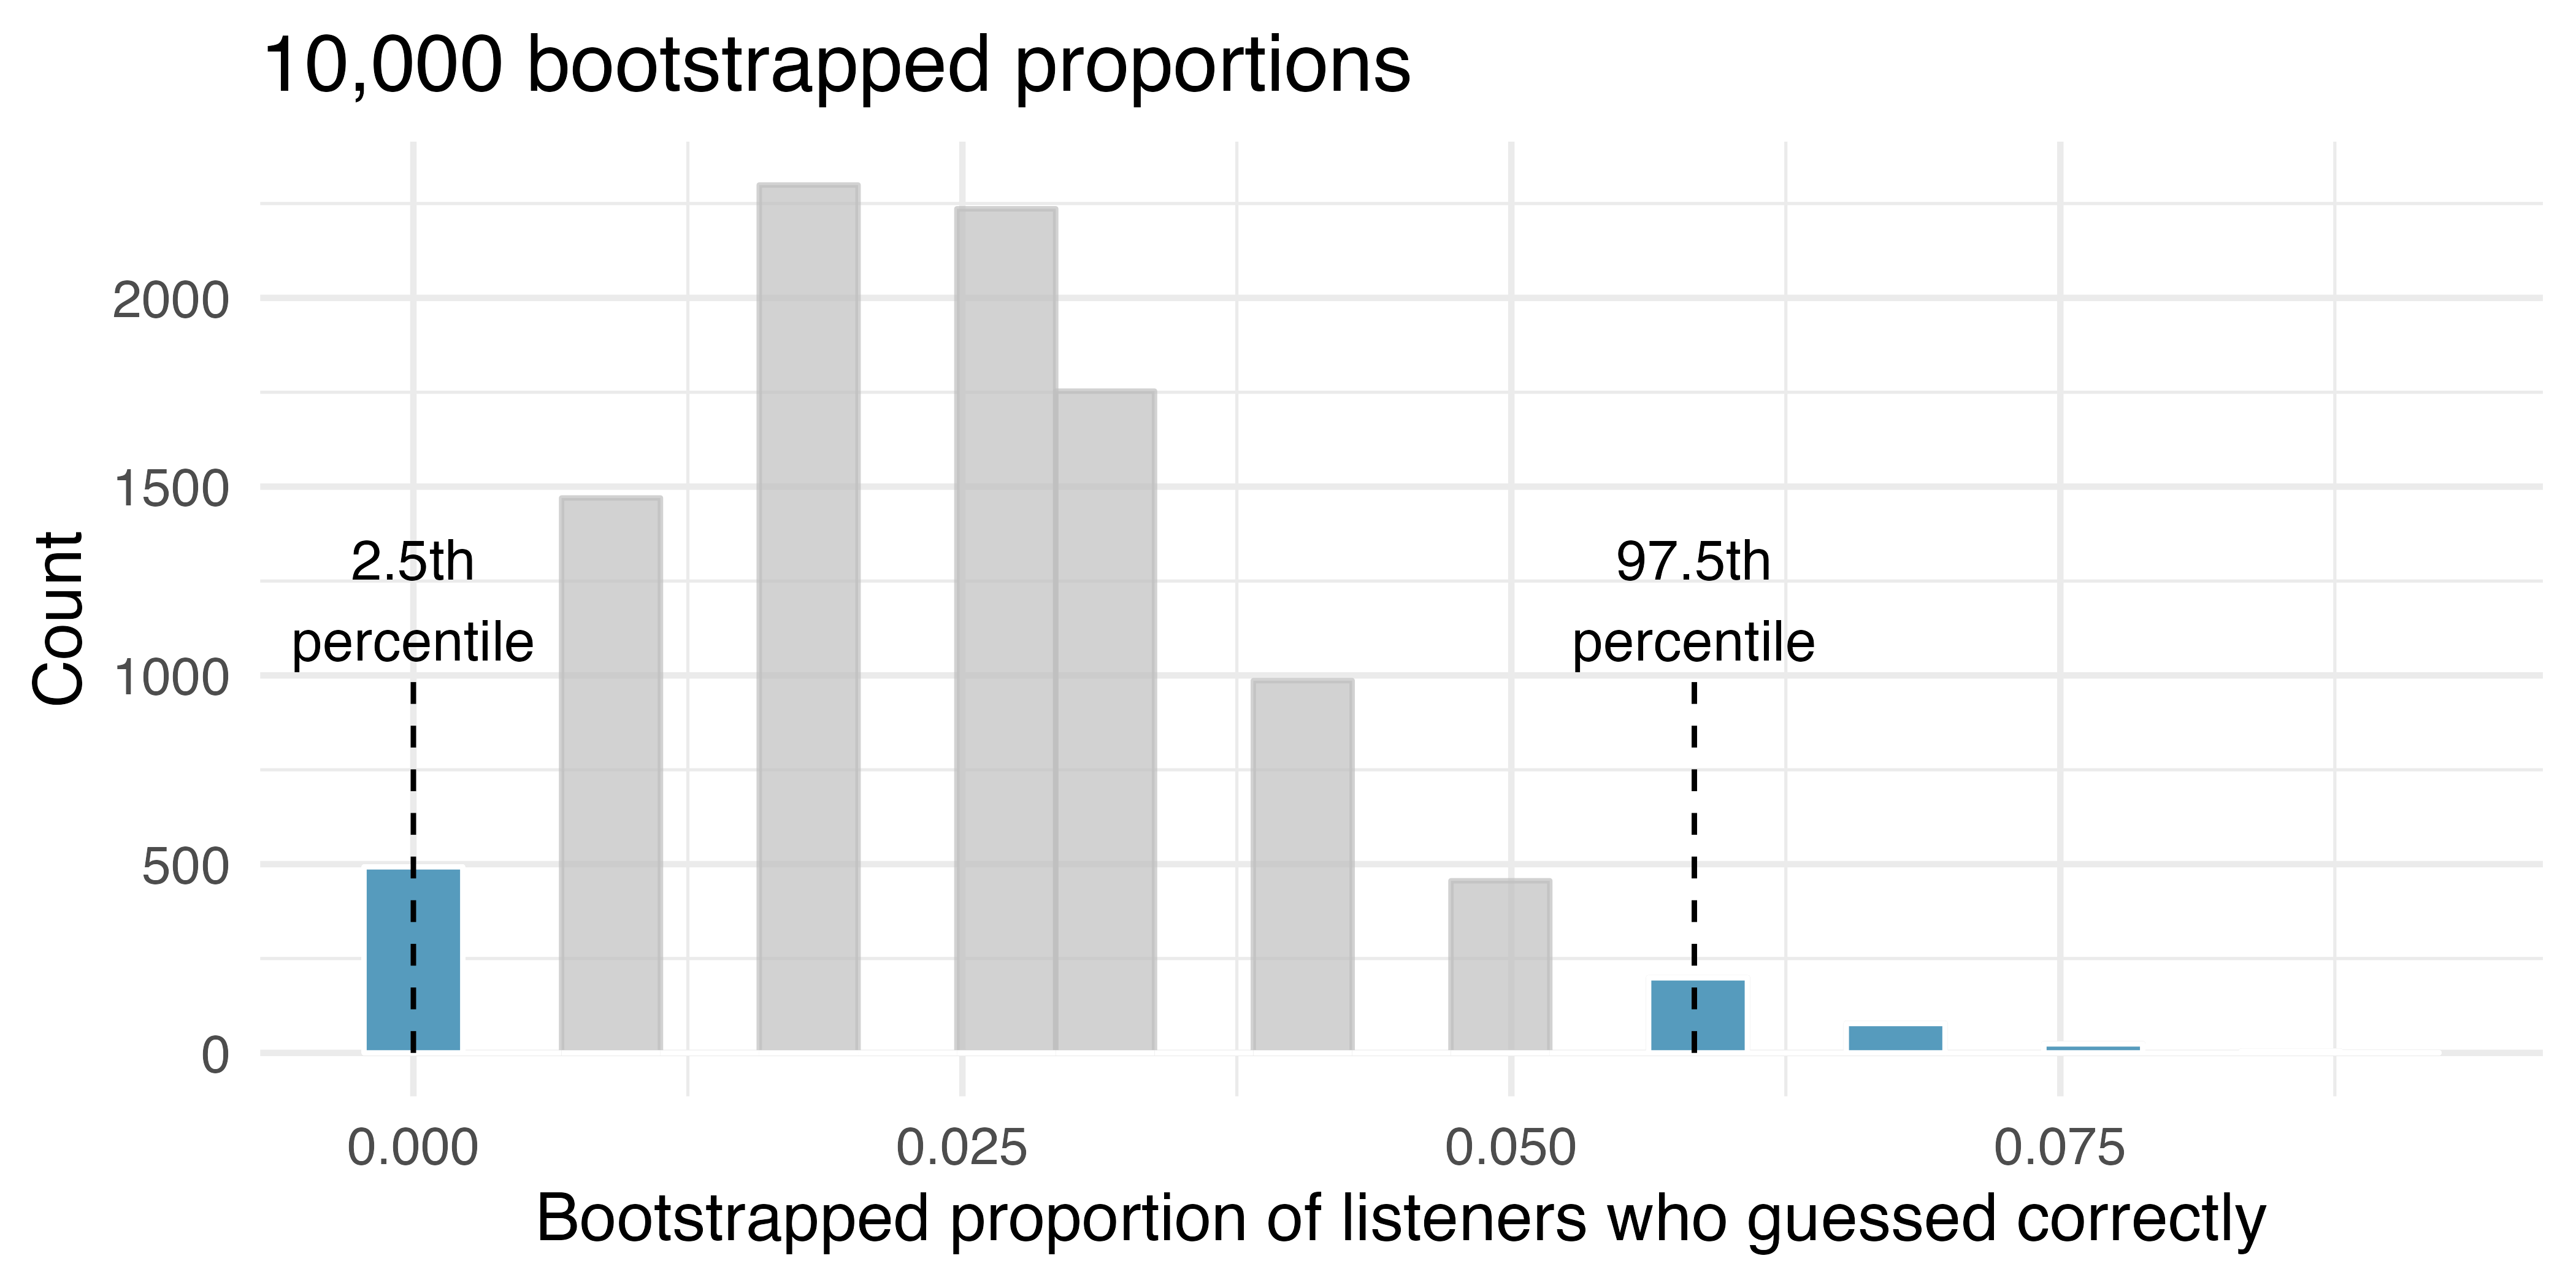 10,000 bootstrapped proportions
Count
2000
1500
1000
500
0
2.5th
percentile
97.5th
percentile
0.000
0.025
0.050
0.075
Bootstrapped proportion of listeners who guessed correctly